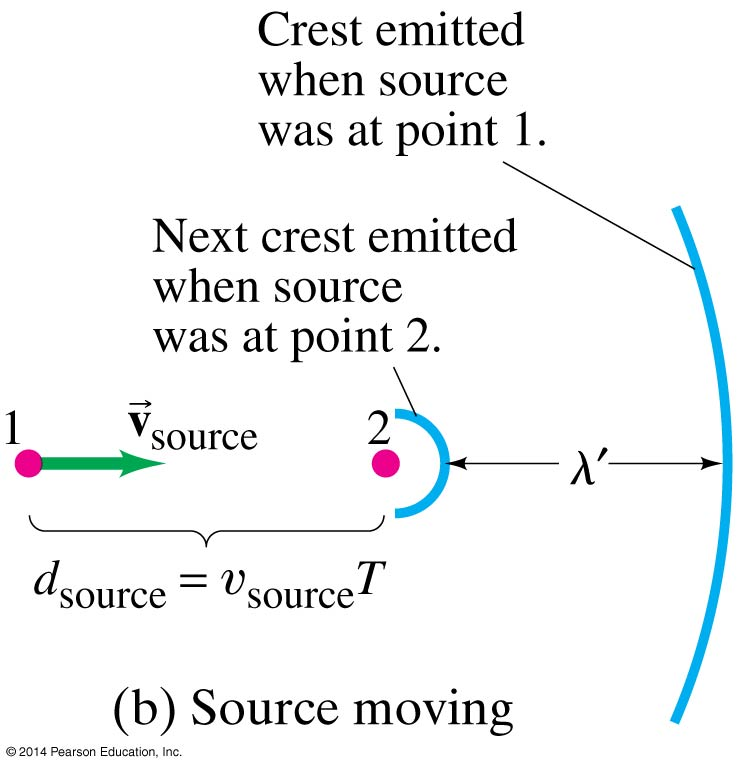 Crest emitted
when source
was at point 1.
Next crest emitted
when source
was at point 2.
1
v⃗source
2
λ′
dsource = vsourceT
(b) Source moving
© 2014 Pearson Education, Inc.